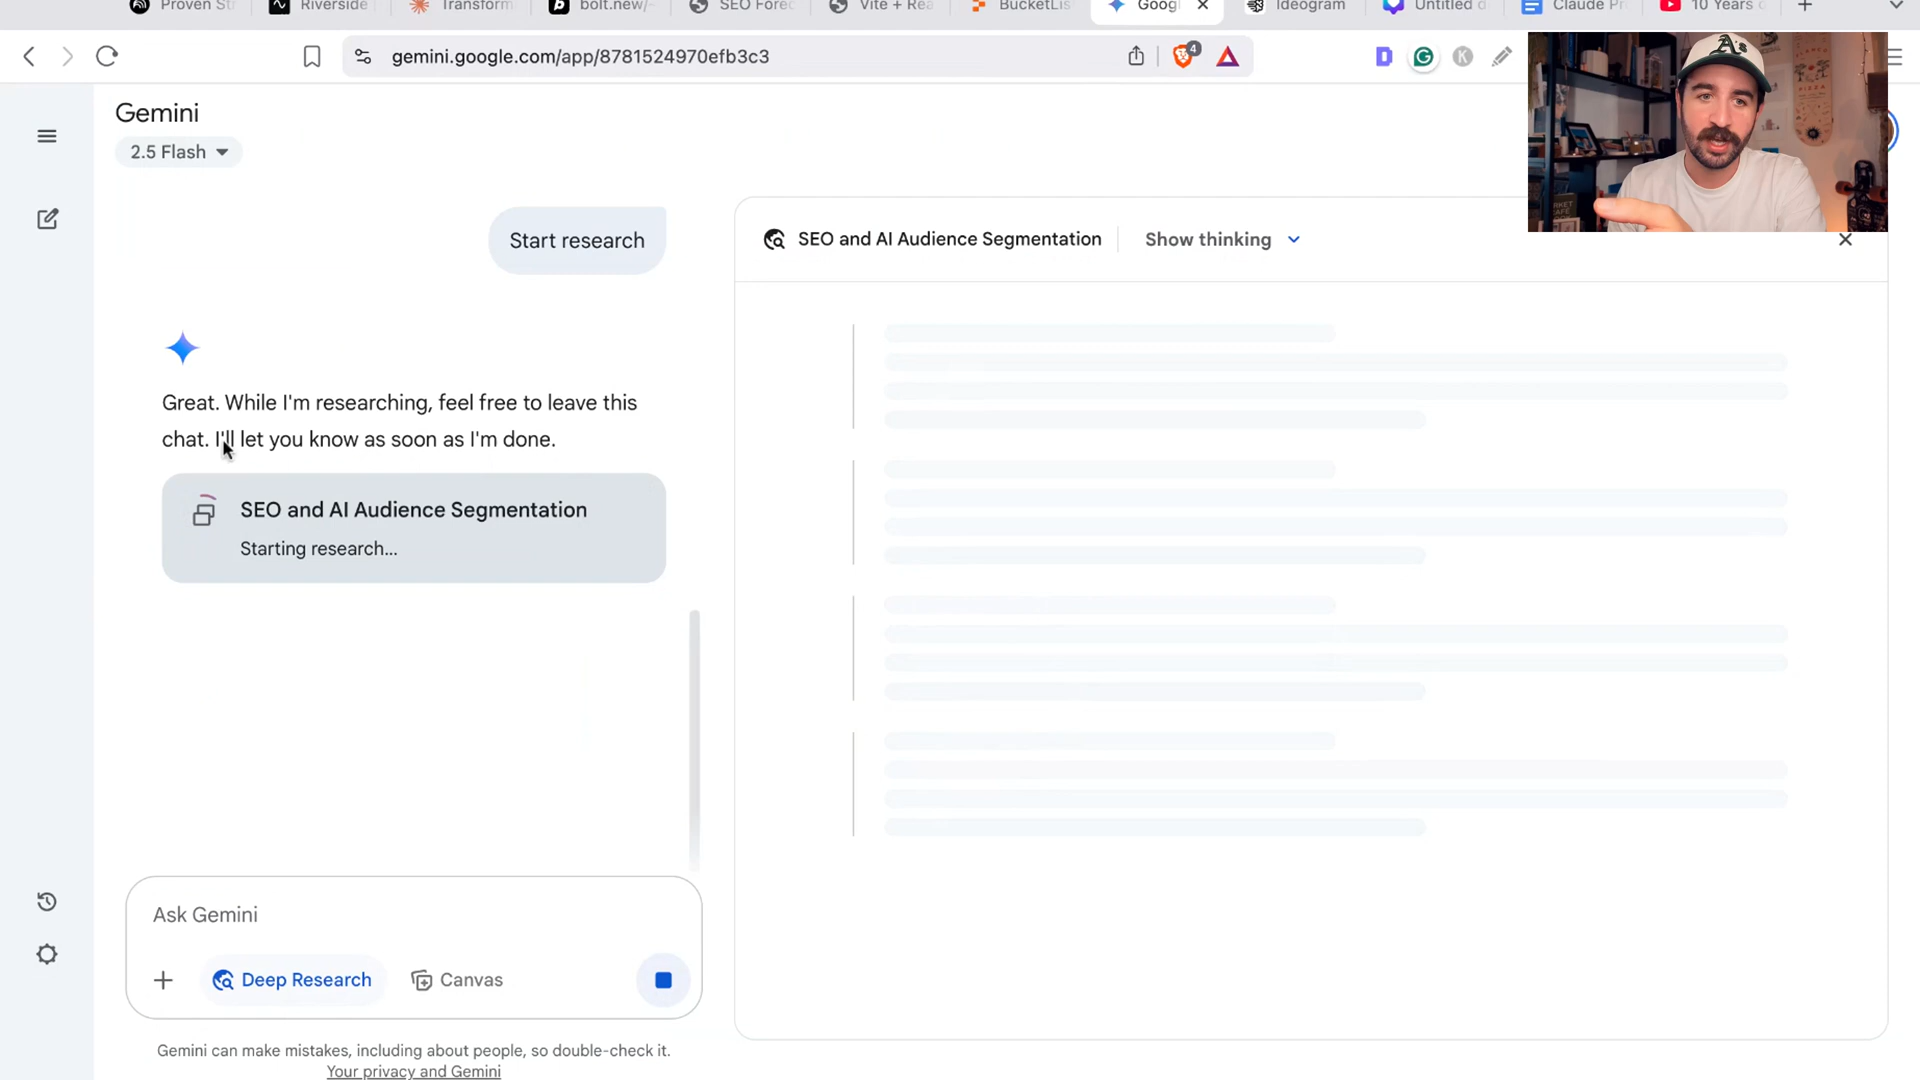 Proven St
Riverside
Transform
bolt.new/
SEO Fore
Vite + Rea
BucketLis
Googl
Ideogram
Untitled d
Claude Pr
10 Years o
gemini.google.com/app/8781524970efb3c3
4
A's
Gemini
2.5 Flash
Start research
SEO and AI Audience Segmentation
Show thinking
Great. While I'm researching, feel free to leave this
chat. I'll let you know as soon as I'm done.
SEO and AI Audience Segmentation
Starting research...
Ask Gemini
Deep Research
Canvas
Gemini can make mistakes, including about people, so double-check it.
Your privacy and Gemini